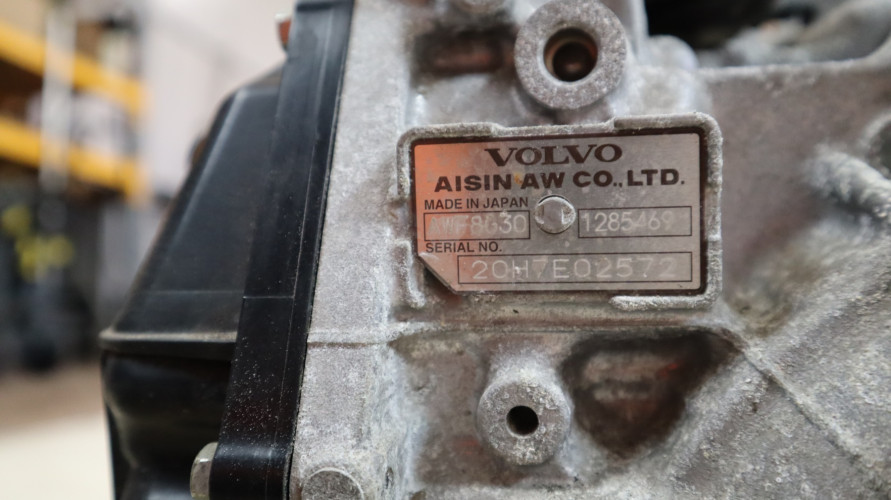 VOLVO
AISIN AW CO.,LTD.
MADE IN JAPAN
AWF8G30 1285469
SERIAL NO.
20H7E02572